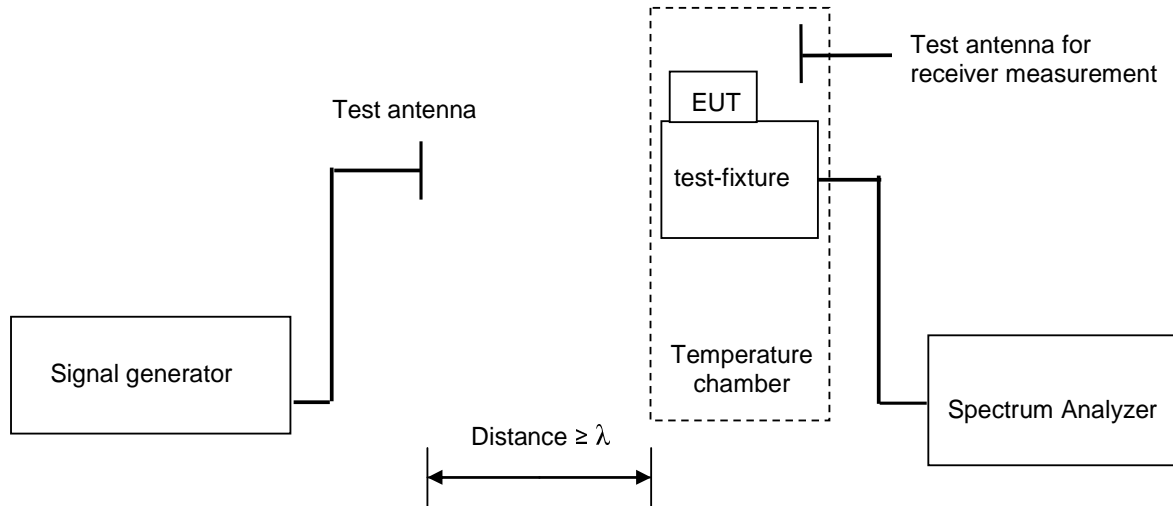 Test antenna for
receiver measurement
EUT
Test antenna
test-fixture
Signal generator
Temperature
chamber
Spectrum Analyzer
Distance ≥ λ